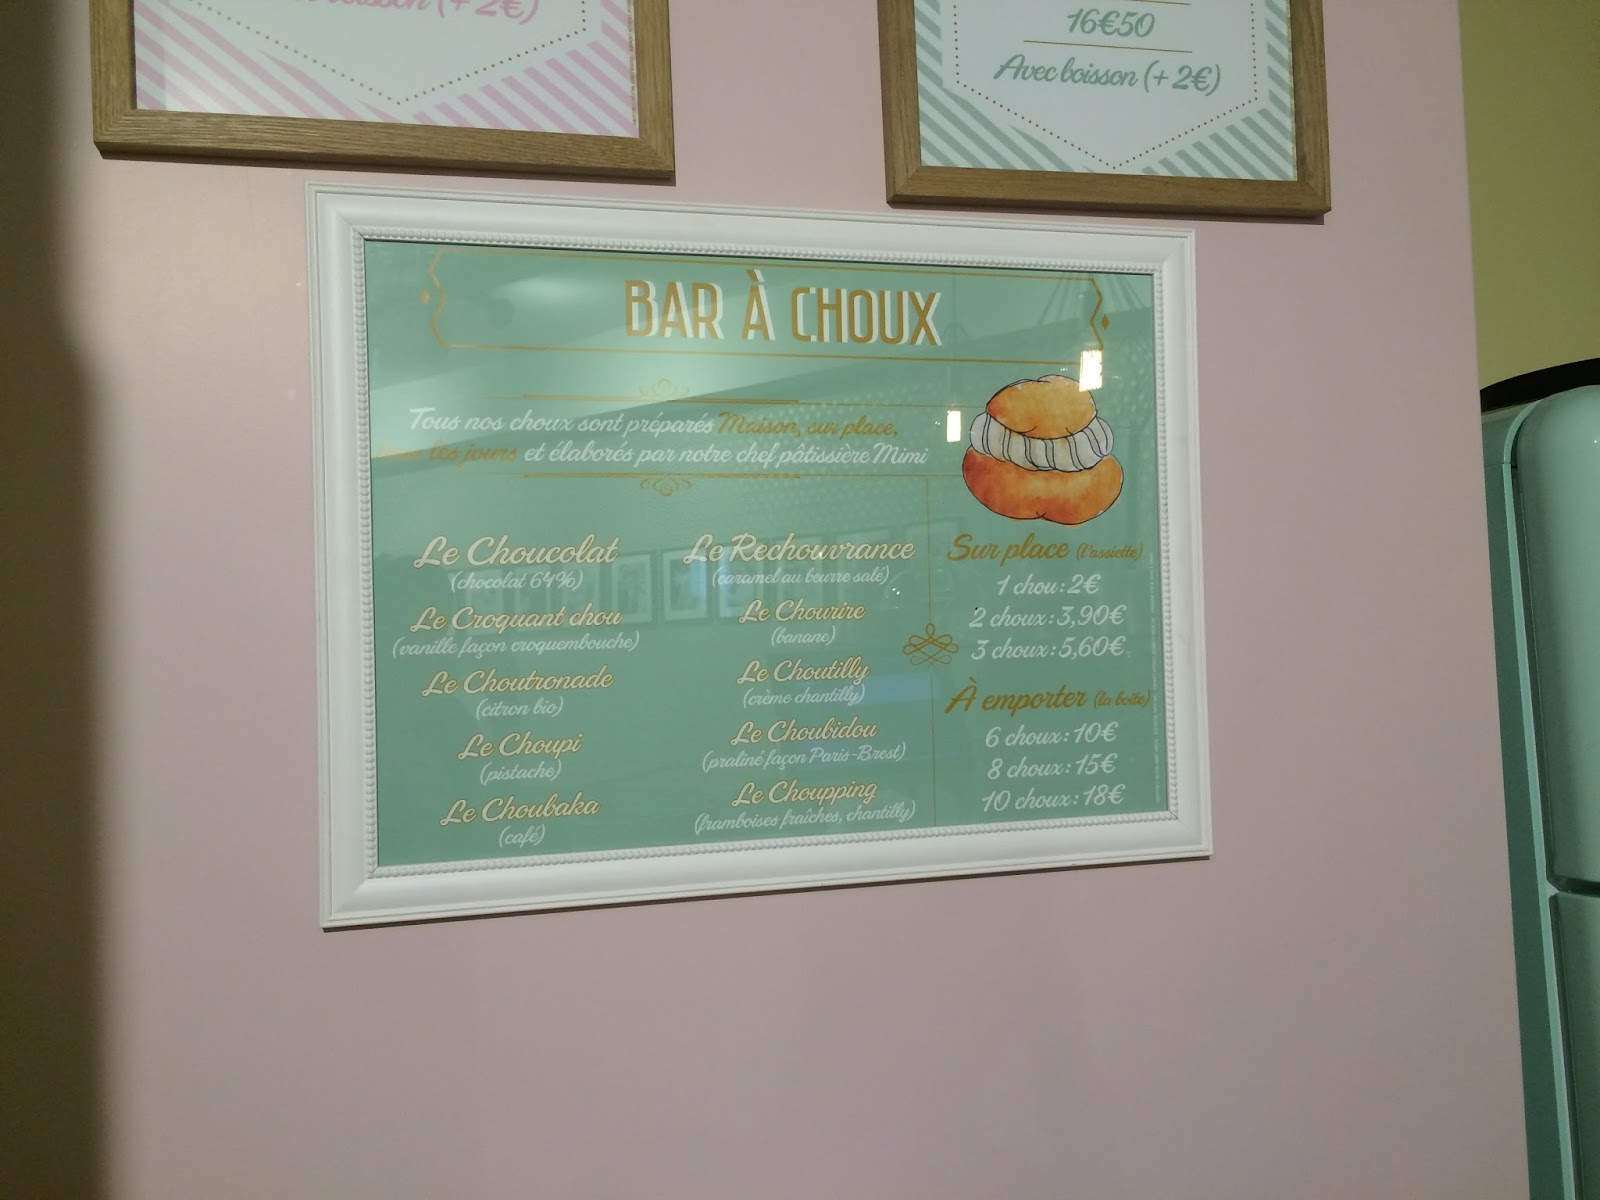 boisson (+ 2€)
16€50
Avec boisson (+ 2€)
BAR À CHOUX
Tous nos choux sont préparés Maison, sur place,
tous les jours et élaborés par notre chef pâtissière Mimi
Le Choucolat
(chocolat 64%)
Le Croquant chou
(vanille façon croquembouche)
Le Choutronade
(citron bio)
Le Choupi
(pistache)
Le Choubaka
(café)
Le Rechouvrance
(caramel au beurre salé)
Le Chourire
(banane)
Le Choutilly
(crème chantilly)
Le Choubidou
(praliné façon Paris-Brest)
Le Choupping
(framboises fraîches, chantilly)
Sur place (l'assiette)
1 chou : 2€
2 choux : 3,90€
3 choux : 5,60€
À emporter (la boîte)
6 choux : 10€
8 choux : 15€
10 choux : 18€